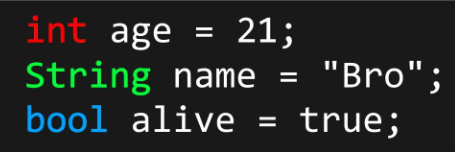 int age = 21;
String name = "Bro";
bool alive = true;